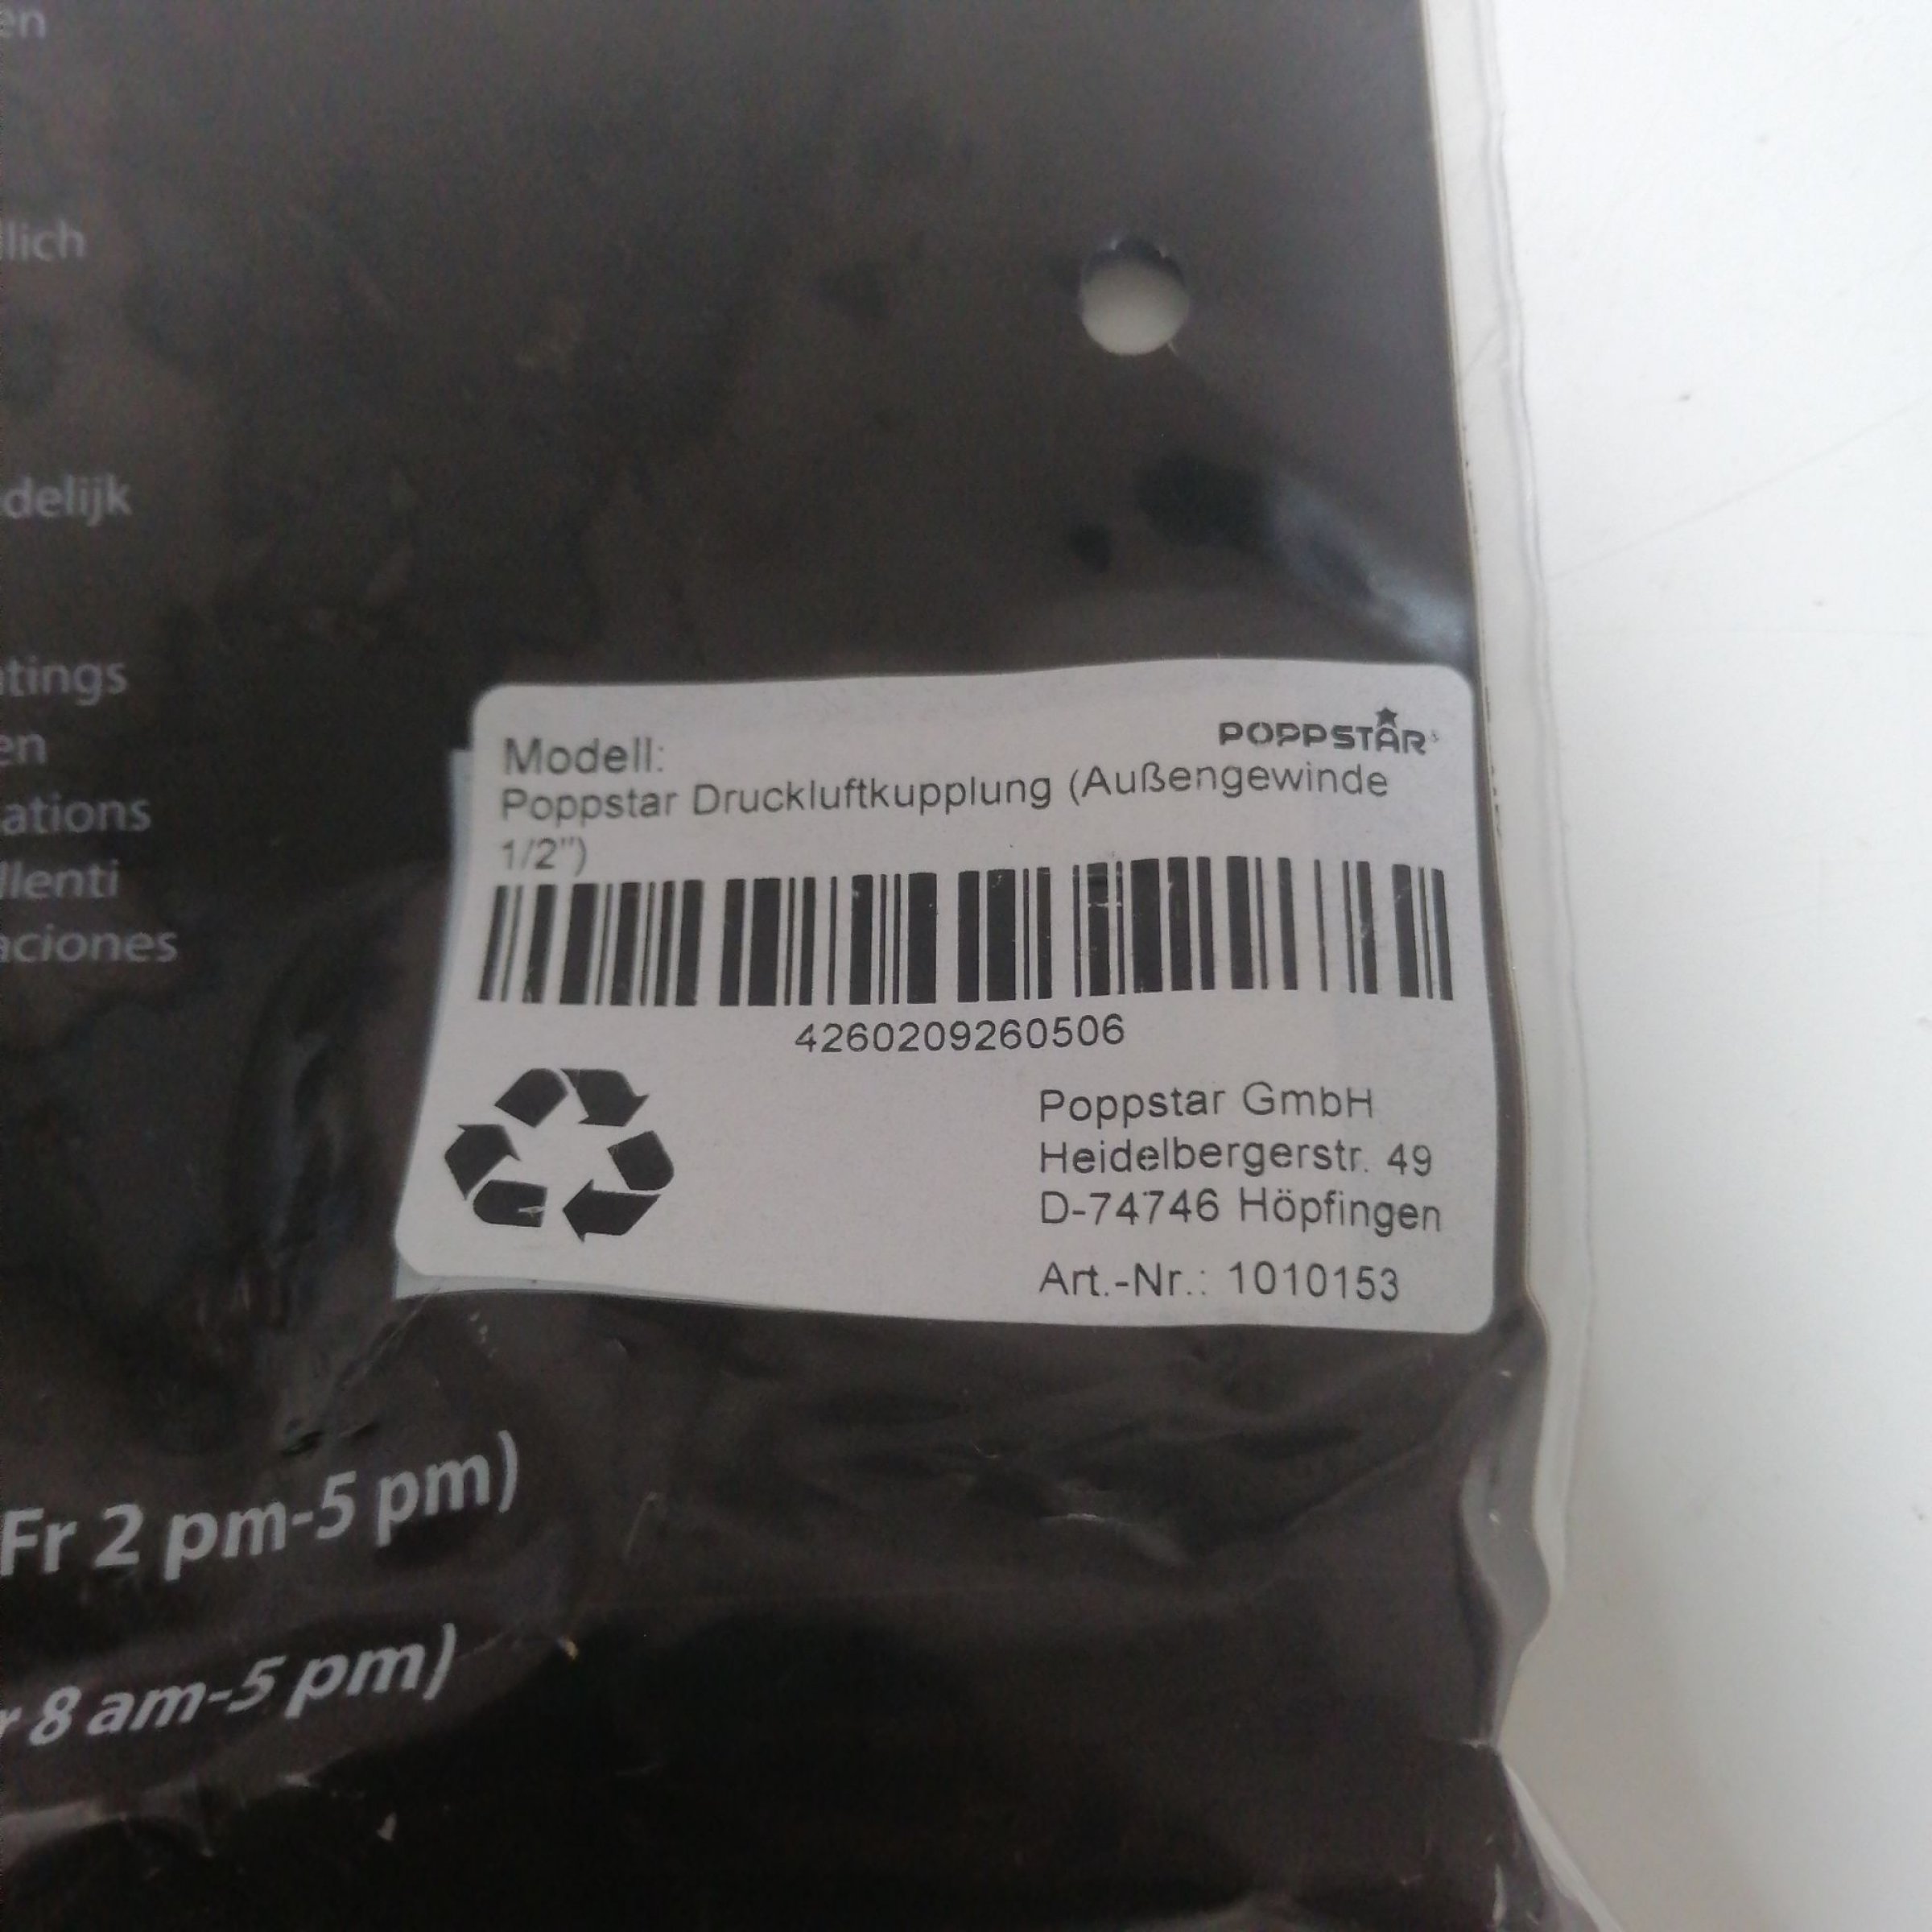 en
lich
delijk
tings
en
ations
llenti
aciones
POPPSTAR
Modell:
Poppstar Druckluftkupplung (Außengewinde
1/2")
4260209260506
Poppstar GmbH
Heidelbergerstr. 49
D-74746 Höpfingen
Art.-Nr.: 1010153
Fr 2 pm-5 pm)
r 8 am-5 pm)